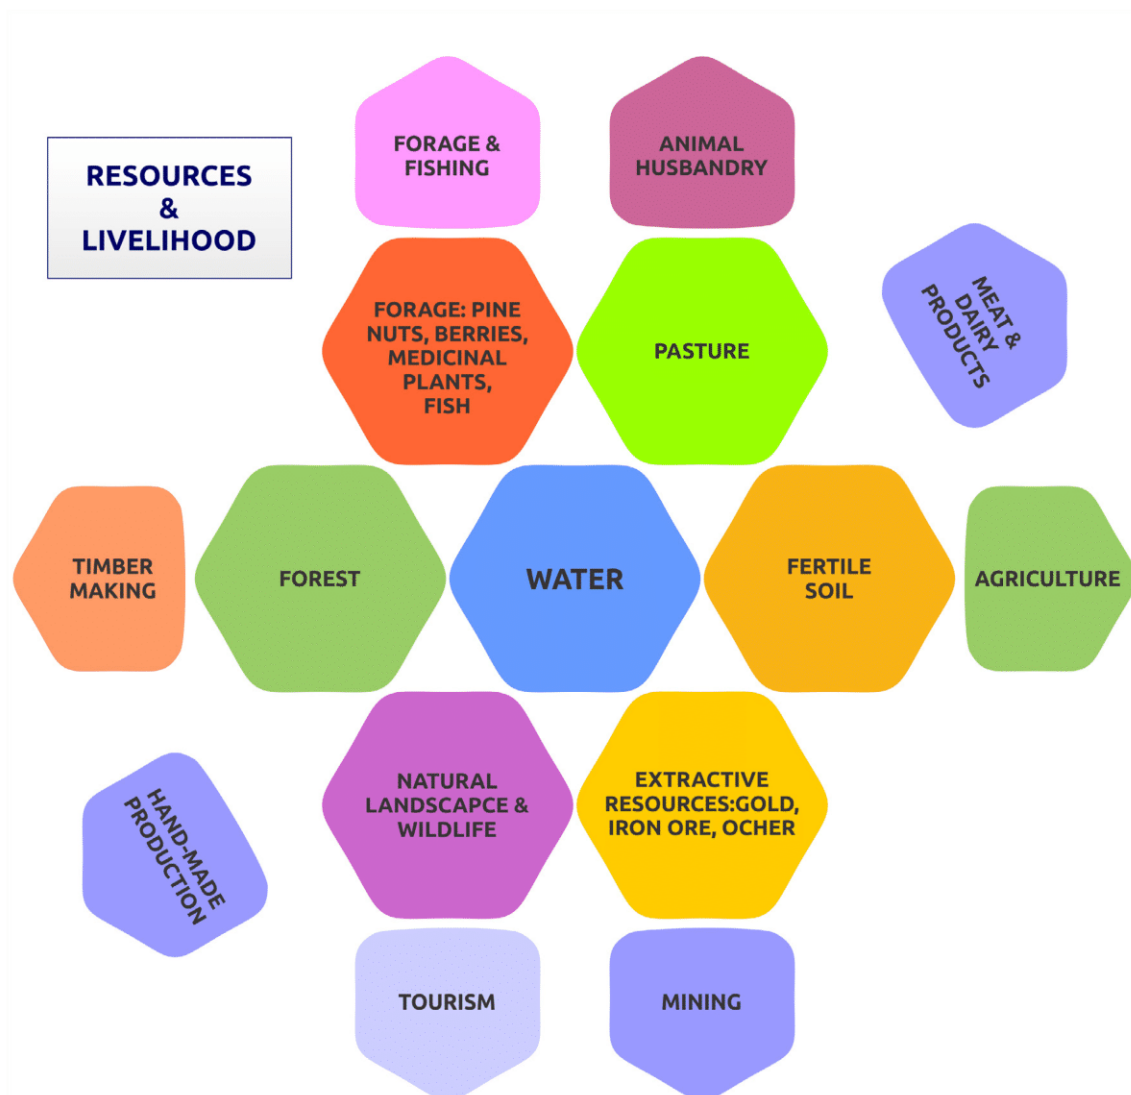 RESOURCES
&
LIVELIHOOD
FORAGE &
FISHING
ANIMAL
HUSBANDRY
FORAGE: PINE
NUTS, BERRIES,
MEDICINAL
PLANTS,
FISH
PASTURE
MEAT &
DAIRY
PRODUCTS
TIMBER
MAKING
FOREST
WATER
FERTILE
SOIL
AGRICULTURE
NATURAL
LANDSCAPCE &
WILDLIFE
EXTRACTIVE
RESOURCES:GOLD,
IRON ORE, OCHER
HAND-MADE
PRODUCTION
TOURISM
MINING